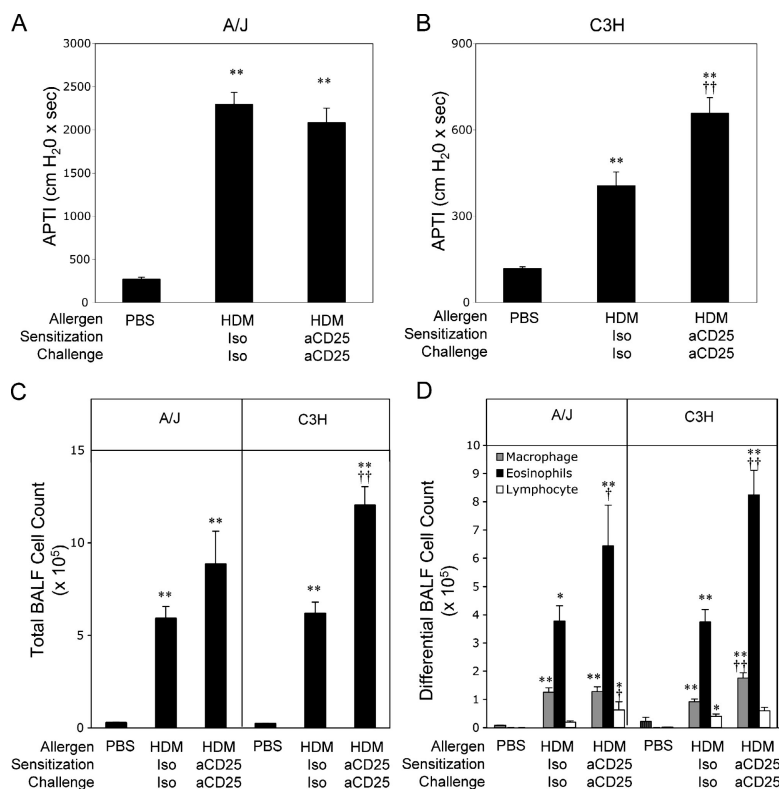 A
A/J
APTI (cm H20 x sec)
3000
2500
2000
1500
1000
500
0
**
**
Allergen PBS HDM HDM
Sensitization Iso aCD25
Challenge Iso aCD25
B
C3H
APTI (cm H20 x sec)
900
600
300
0
**
**
††
Allergen PBS HDM HDM
Sensitization Iso aCD25
Challenge Iso aCD25
C
A/J C3H
Total BALF Cell Count
(x 10⁵)
15
10
5
0
**
**
**
**
††
Allergen PBS HDM HDM PBS HDM HDM
Sensitization Iso aCD25 Iso aCD25
Challenge Iso aCD25 Iso aCD25
D
A/J C3H
Differential BALF Cell Count
(x 10⁵)
10
9
8
7
6
5
4
3
2
1
0
Macrophage
Eosinophils
Lymphocyte
**
*
**
**
†
*
†
**
**
*
**
††
**
††
Allergen PBS HDM HDM PBS HDM HDM
Sensitization Iso aCD25 Iso aCD25
Challenge Iso aCD25 Iso aCD25